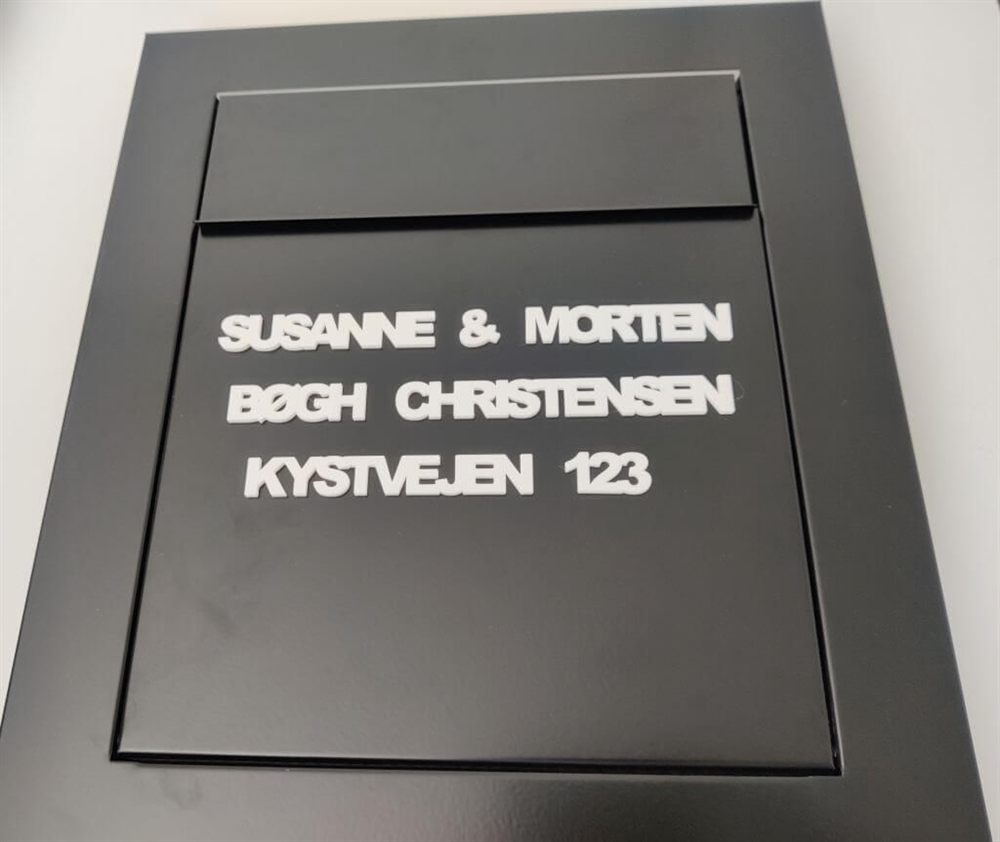 SUSANNE & MORTEN
BØGH CHRISTENSEN
KYSTVEJEN 123